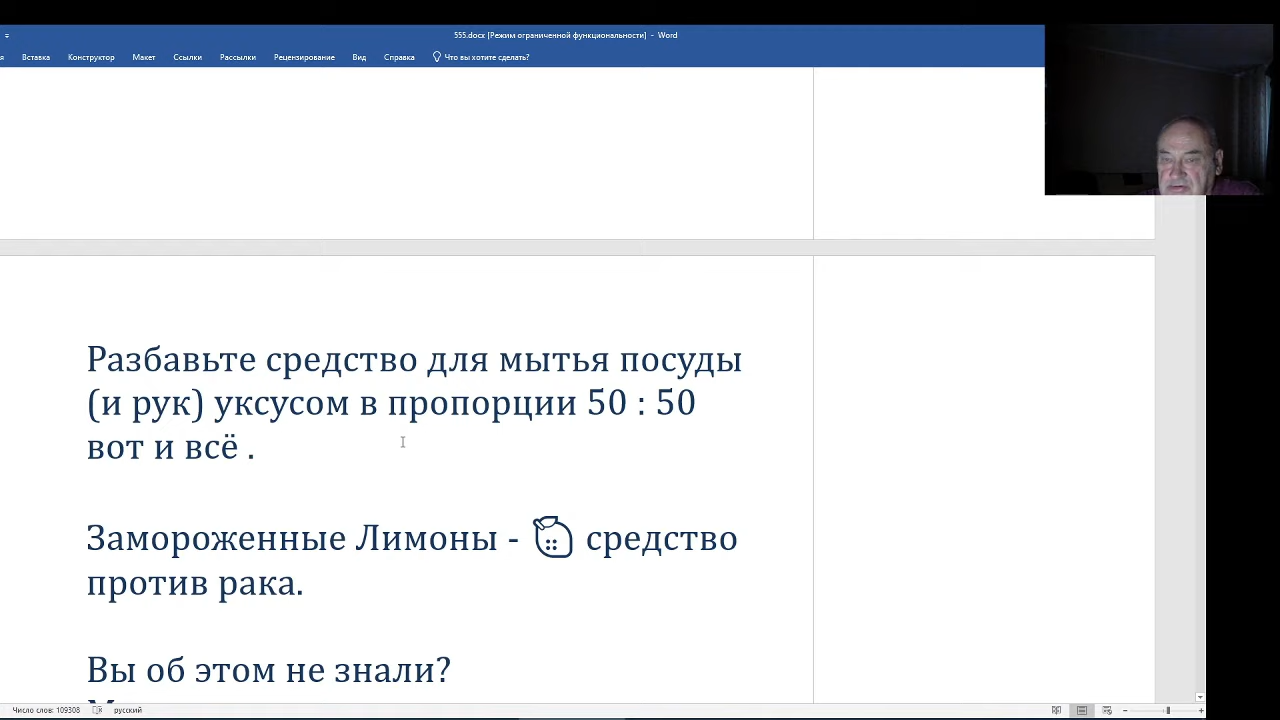 555.docx [Режим ограниченной функциональности] - Word
я Вставка Конструктор Макет Ссылки Рассылки Рецензирование Вид Справка Что вы хотите сделать?
Разбавьте средство для мытья посуды
(и рук) уксусом в пропорции 50 : 50
вот и всё .
Замороженные Лимоны - средство
против рака.
Вы об этом не знали?
Число слов: 109308 русский